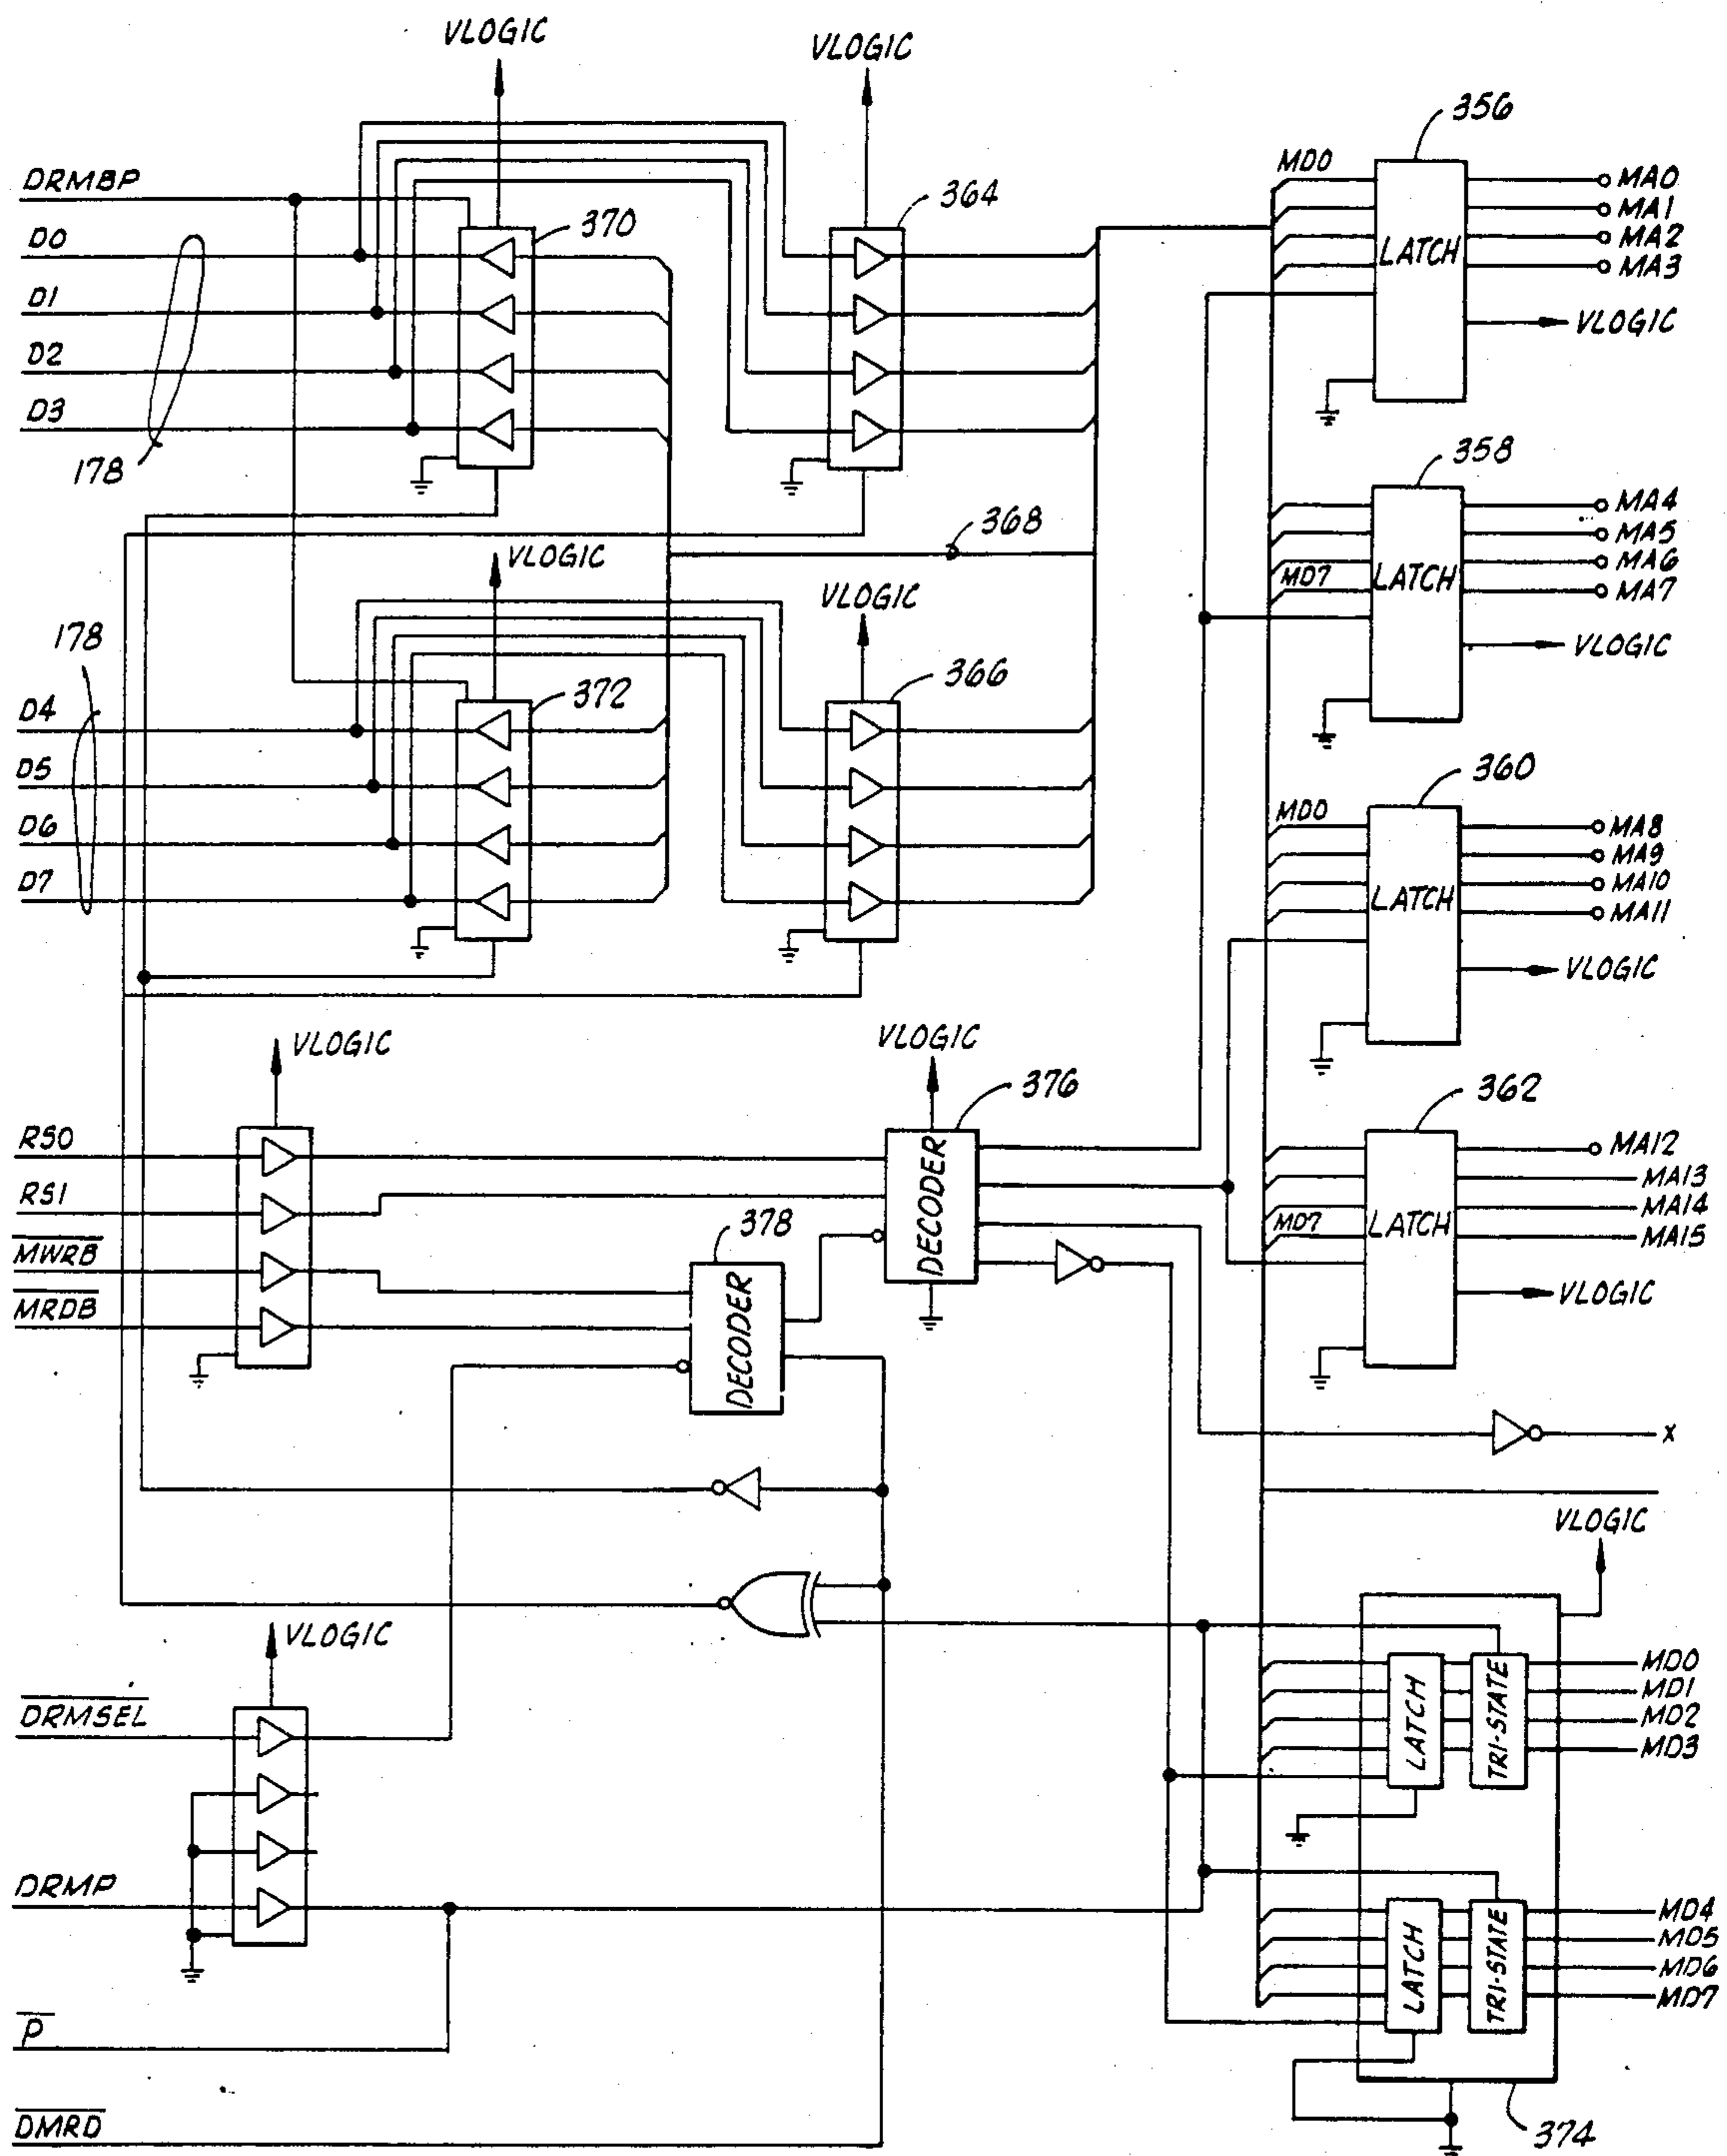 VLOGIC
VLOGIC
356
DRMBP
MD0
MA0
370
364
MA1
D0
LATCH
MA2
MA3
D1
VLOGIC
D2
D3
178
358
MA4
368
MA5
VLOGIC
MA6
MD7
LATCH
MA7
VLOGIC
178
VLOGIC
366
372
D4
360
D5
MD0
MA8
D6
MA9
D7
LATCH
MA10
MA11
VLOGIC
VLOGIC
VLOGIC
376
362
RS0
DECODER
MA12
RS1
MA13
378
MA14
MWRB
MD7
LATCH
MA15
MRDB
DECODER
VLOGIC
X
VLOGIC
VLOGIC
DRMSEL
LATCH
TRI-STATE
MD0
MD1
MD2
MD3
DRMP
LATCH
TRI-STATE
MD4
MD5
MD6
MD7
P
DMRD
374